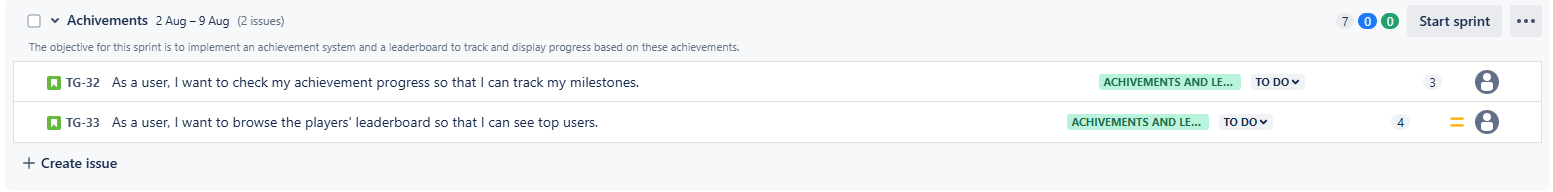 Achivements 2 Aug – 9 Aug (2 issues) 7 0 0 Start sprint
The objective for this sprint is to implement an achievement system and a leaderboard to track and display progress based on these achievements.
TG-32 As a user, I want to check my achievement progress so that I can track my milestones. ACHIVEMENTS AND LE... TO DO 3
TG-33 As a user, I want to browse the players' leaderboard so that I can see top users. ACHIVEMENTS AND LE... TO DO 4
+ Create issue